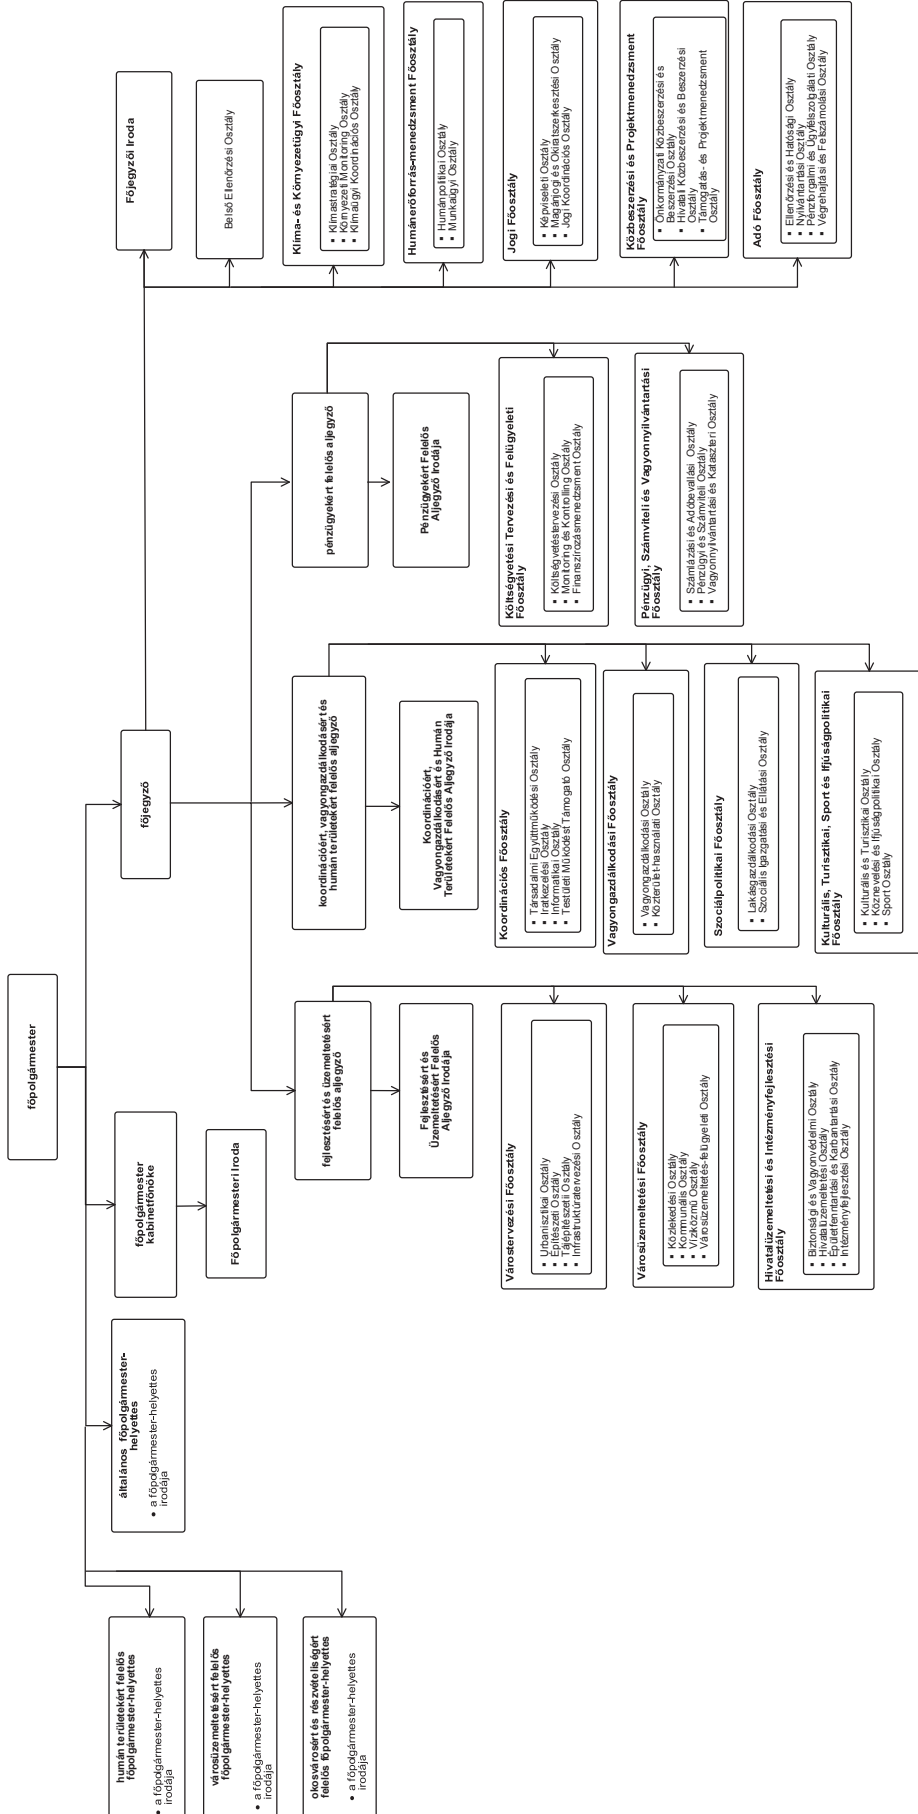 főpolgármester
humán területekért felelős
főpolgármester-helyettes
• a főpolgármester-helyettes
irodája
városüzemeltetésért felelős
főpolgármester-helyettes
• a főpolgármester-helyettes
irodája
okosvárosért és részvételiségért
felelős főpolgármester-helyettes
• a főpolgármester-helyettes
irodája
általános főpolgármester-
helyettes
• a főpolgármester-helyettes
irodája
főpolgármester
kabinetfőnöke
Főpolgármesteri Iroda
főjegyző
fejlesztésért és üzemeltetésért
felelős aljegyző
Fejlesztésért és
Üzemeltetésért Felelős
Aljegyző Irodája
Várostervezési Főosztály
▪ Urbanisztikai Osztály
▪ Építészeti Osztály
▪ Tájépítészeti Osztály
▪ Infrastruktúratervezési Osztály
Városüzemeltetési Főosztály
▪ Közlekedési Osztály
▪ Kommunális Osztály
▪ Vízközmű Osztály
▪ Városüzemeltetés-felügyeleti Osztály
Hivatalüzemeltetési és Intézményfejlesztési
Főosztály
▪ Biztonsági és Vagyonvédelmi Osztály
▪ Hivatalüzemeltetési Osztály
▪ Épületfenntartási és Karbantartási Osztály
▪ Intézményfejlesztési Osztály
koordinációért, vagyongazdálkodásért és
humán területekért felelős aljegyző
Koordinációért,
Vagyongazdálkodásért és Humán
Területekért Felelős Aljegyző Irodája
Koordinációs Főosztály
▪ Társadalmi Együttműködési Osztály
▪ Iratkezelési Osztály
▪ Informatikai Osztály
▪ Testületi Működést Támogató Osztály
Vagyongazdálkodási Főosztály
▪ Vagyongazdálkodási Osztály
▪ Közterület-használati Osztály
Szociálpolitikai Főosztály
▪ Lakásgazdálkodási Osztály
▪ Szociális Igazgatási és Ellátási Osztály
Kulturális, Turisztikai, Sport és Ifjúságpolitikai
Főosztály
▪ Kulturális és Turisztikai Osztály
▪ Köznevelési és Ifjúságpolitikai Osztály
▪ Sport Osztály
pénzügyekért felelős aljegyző
Pénzügyekért Felelős
Aljegyző Irodája
Költségvetési Tervezési és Felügyeleti
Főosztály
▪ Költségvetéstervezési Osztály
▪ Monitoring és Kontrolling Osztály
▪ Finanszírozásmenedzsment Osztály
Pénzügyi, Számviteli és Vagyonnyilvántartási
Főosztály
▪ Számlázási és Adóbevallási Osztály
▪ Pénzügyi és Számviteli Osztály
▪ Vagyonnyilvántartási és Kataszteri Osztály
Főjegyzői Iroda
Belső Ellenőrzési Osztály
Klíma- és Környezetügyi Főosztály
▪ Klímastratégiai Osztály
▪ Környezeti Monitoring Osztály
▪ Klímaügyi Koordinációs Osztály
Humánerőforrás-menedzsment Főosztály
▪ Humánpolitikai Osztály
▪ Munkaügyi Osztály
Jogi Főosztály
▪ Képviseleti Osztály
▪ Magánjogi és Okiratszerkesztési Osztály
▪ Jogi Koordinációs Osztály
Közbeszerzési és Projektmenedzsment
Főosztály
▪ Önkormányzati Közbeszerzési és
Beszerzési Osztály
▪ Hivatali Közbeszerzési és Beszerzési
Osztály
▪ Támogatás- és Projektmenedzsment
Osztály
Adó Főosztály
▪ Ellenőrzési és Hatósági Osztály
▪ Nyilvántartási Osztály
▪ Pénzforgalmi és Ügyfélszolgálati Osztály
▪ Végrehajtási és Felszámolási Osztály